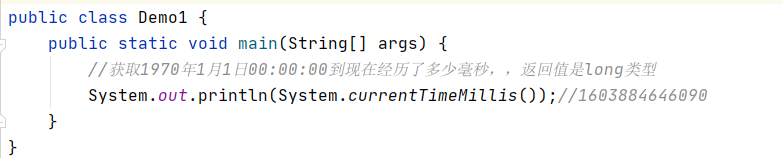 public class Demo1 {
public static void main(String[] args) {
//获取1970年1月1日00:00:00到现在经历了多少毫秒，，返回值是long类型
System.out.println(System.currentTimeMillis());//1603884646090
}
}